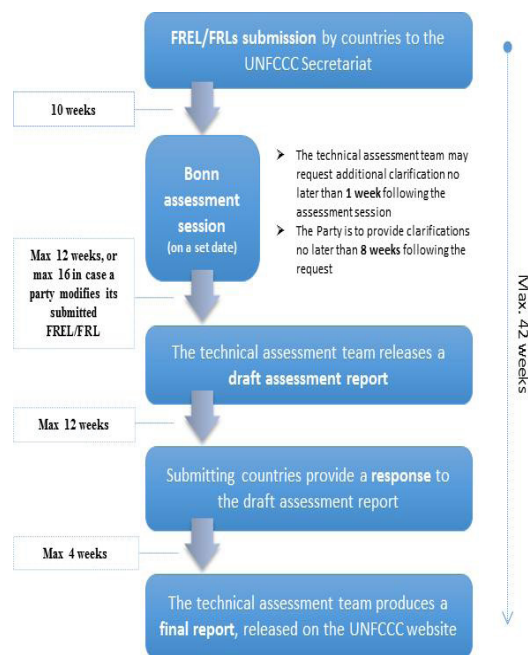 FREL/FRLs submission by countries to the
UNFCCC Secretariat
10 weeks
Bonn
assessment
session
(on a set date)
➢ The technical assessment team may
request additional clarification no
later than 1 week following the
assessment session
➢ The Party is to provide clarifications
no later than 8 weeks following the
request
Max 12 weeks, or
max 16 in case a
party modifies its
submitted
FREL/FRL
The technical assessment team releases a
draft assessment report
Max 12 weeks
Submitting countries provide a response to
the draft assessment report
Max 4 weeks
The technical assessment team produces a
final report, released on the UNFCCC website
Max. 42 weeks